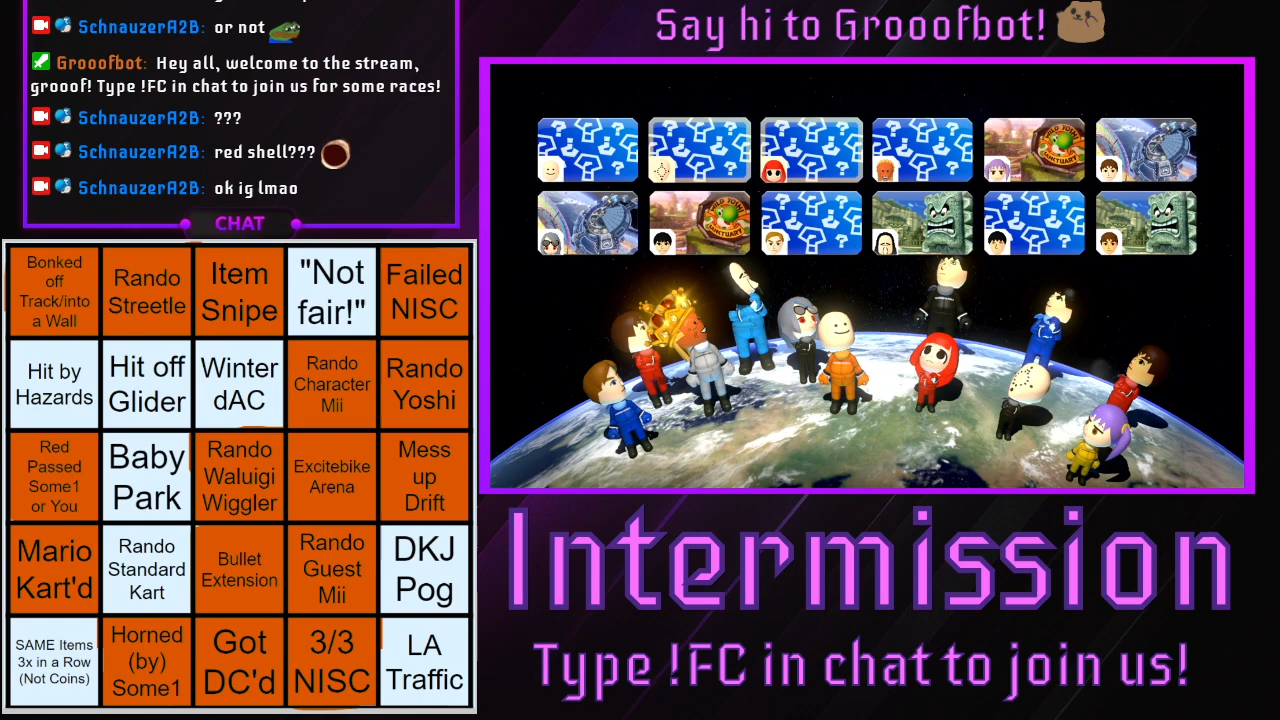 SchnauzerA2B: or not
Grooofbot: Hey all, welcome to the stream,
grooof! Type !FC in chat to join us for some races!
SchnauzerA2B: ???
SchnauzerA2B: red shell???
SchnauzerA2B: ok ig lmao
CHAT
Bonked
off
Track/into
a Wall
Rando
Streetle
Item
Snipe
"Not
fair!"
Failed
NISC
Hit by
Hazards
Hit off
Glider
Winter
dAC
Rando
Character
Mii
Rando
Yoshi
Red
Passed
Some1
or You
Baby
Park
Rando
Waluigi
Wiggler
Excitebike
Arena
Mess
up
Drift
Mario
Kart'd
Rando
Standard
Kart
Bullet
Extension
Rando
Guest
Mii
DKJ
Pog
SAME Items
3x in a Row
(Not Coins)
Horned
(by)
Some1
Got
DC'd
3/3
NISC
LA
Traffic
Say hi to Grooofbot!
Intermission
Type !FC in chat to join us!